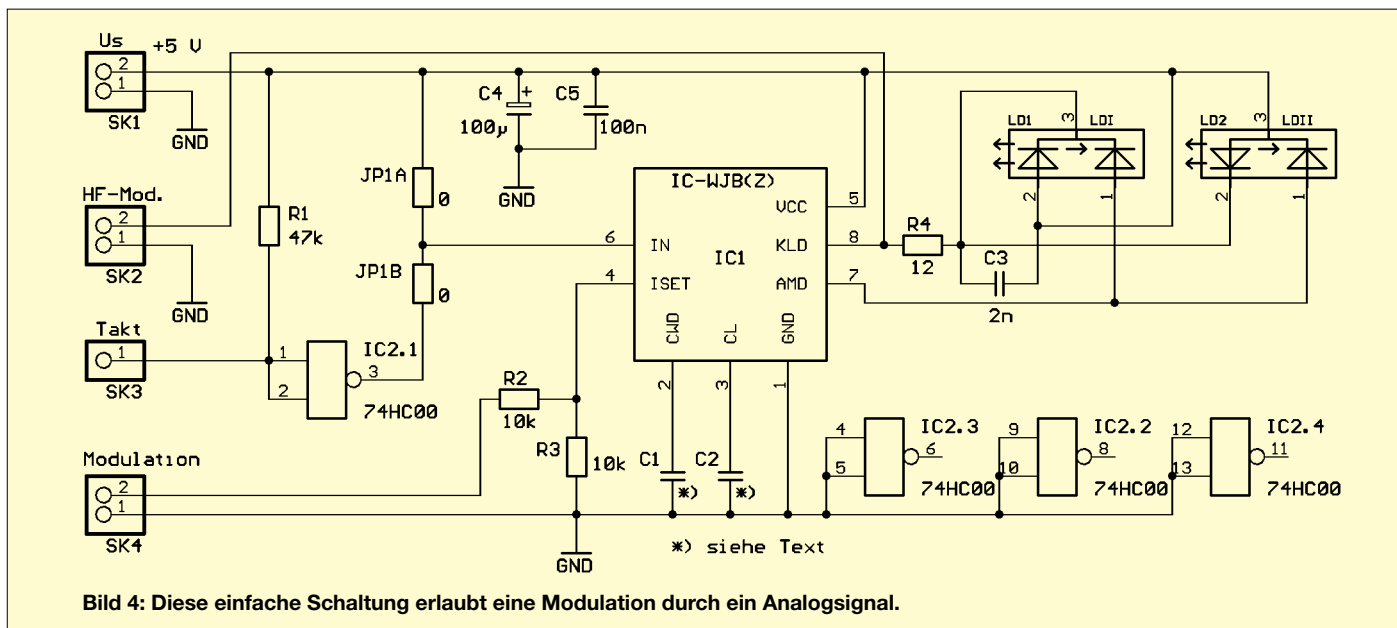 Us
+5 V
2
1
SK1
GND
HF-Mod.
2
1
SK2
GND
Takt
1
SK3
Modulation
2
1
SK4
R1
47k
JP1A
0
JP1B
0
1
2
3
IC2.1
74HC00
C4
+
100µ
C5
100n
GND
R2
10k
R3
10k
GND
IC-WJB(Z)
IC1
6
IN
4
ISET
VCC
5
KLD
8
AMD
7
CWD
CL
GND
2
3
1
C1
*)
C2
*)
*) siehe Text
R4
12
C3
2n
LD1
3
LDI
2
1
LD2
3
LDII
2
1
4
5
6
IC2.3
74HC00
9
10
8
IC2.2
74HC00
12
13
11
IC2.4
74HC00
Bild 4: Diese einfache Schaltung erlaubt eine Modulation durch ein Analogsignal.